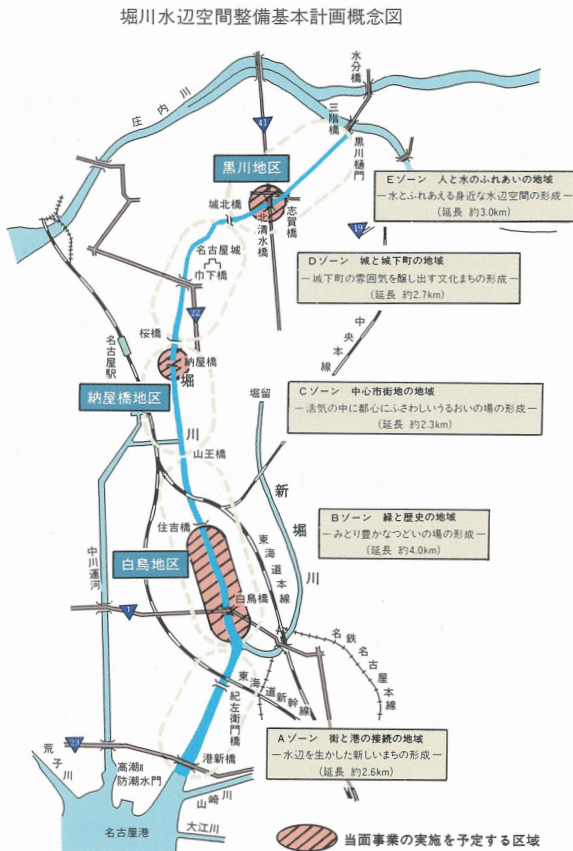 堀川水辺空間整備基本計画概念図
水分橋
庄内川
三階橋
41
黒川樋門
黒川地区
Eゾーン 人と水のふれあいの地域
―水とふれあえる身近な水辺空間の形成―
(延長 約3.0km)
城北橋
志賀橋
北清水橋
19
名古屋城
巾下橋
Dゾーン 城と城下町の地域
―城下町の雰囲気を醸し出す文化まちの形成―
(延長 約2.7km)
22
中央本線
桜橋
名古屋駅
納屋橋
堀川
納屋橋地区
堀留
Cゾーン 中心市街地の地域
―活気の中に都心にふさわしいうるおいの場の形成―
(延長 約2.3km)
山王橋
新堀川
住吉橋
Bゾーン 緑と歴史の地域
―みどり豊かなつどいの場の形成―
(延長 約4.0km)
東海道本線
中川運河
白鳥地区
白鳥橋
1
名鉄名古屋本線
東海道新幹線
紀左衛門橋
Aゾーン 街と港の接続の地域
―水辺を生かした新しいまちの形成―
(延長 約2.6km)
23
荒子川
高潮
防潮水門
港新橋
山崎川
名古屋港
大江川
当面事業の実施を予定する区域